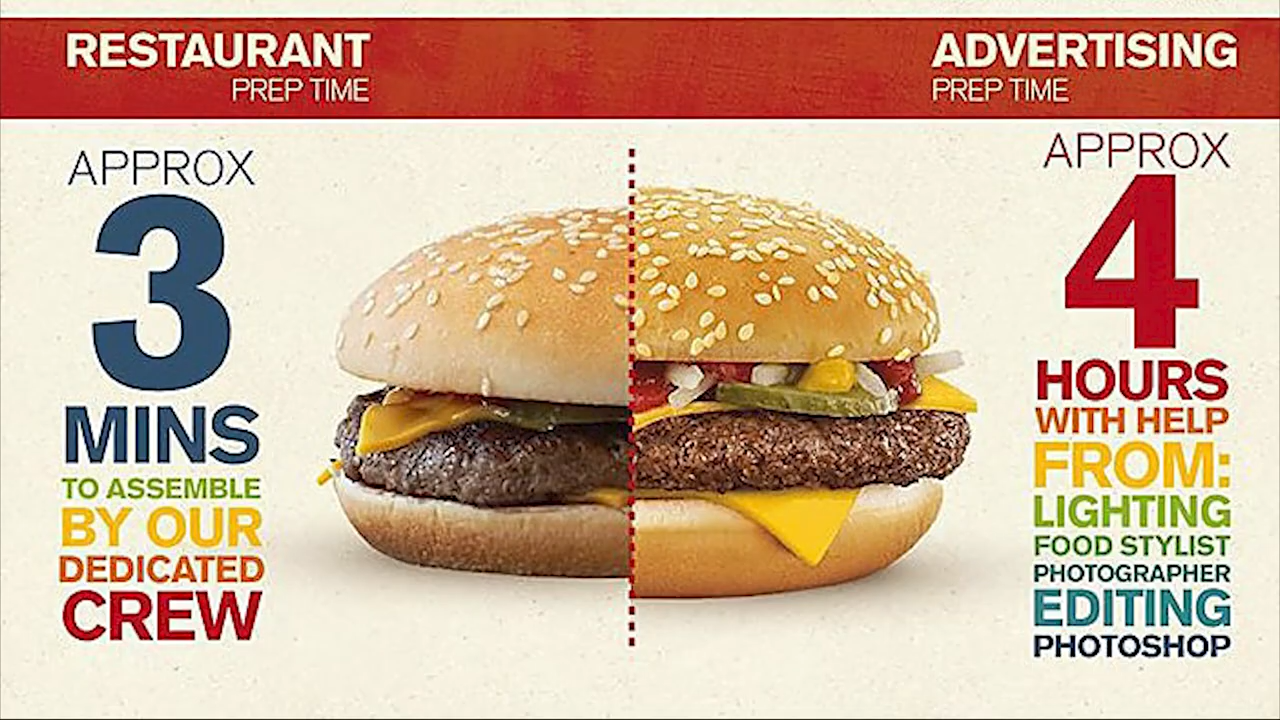 RESTAURANT
PREP TIME
APPROX
3
MINS
TO ASSEMBLE
BY OUR
DEDICATED
CREW
ADVERTISING
PREP TIME
APPROX
4
HOURS
WITH HELP
FROM:
LIGHTING
FOOD STYLIST
PHOTOGRAPHER
EDITING
PHOTOSHOP